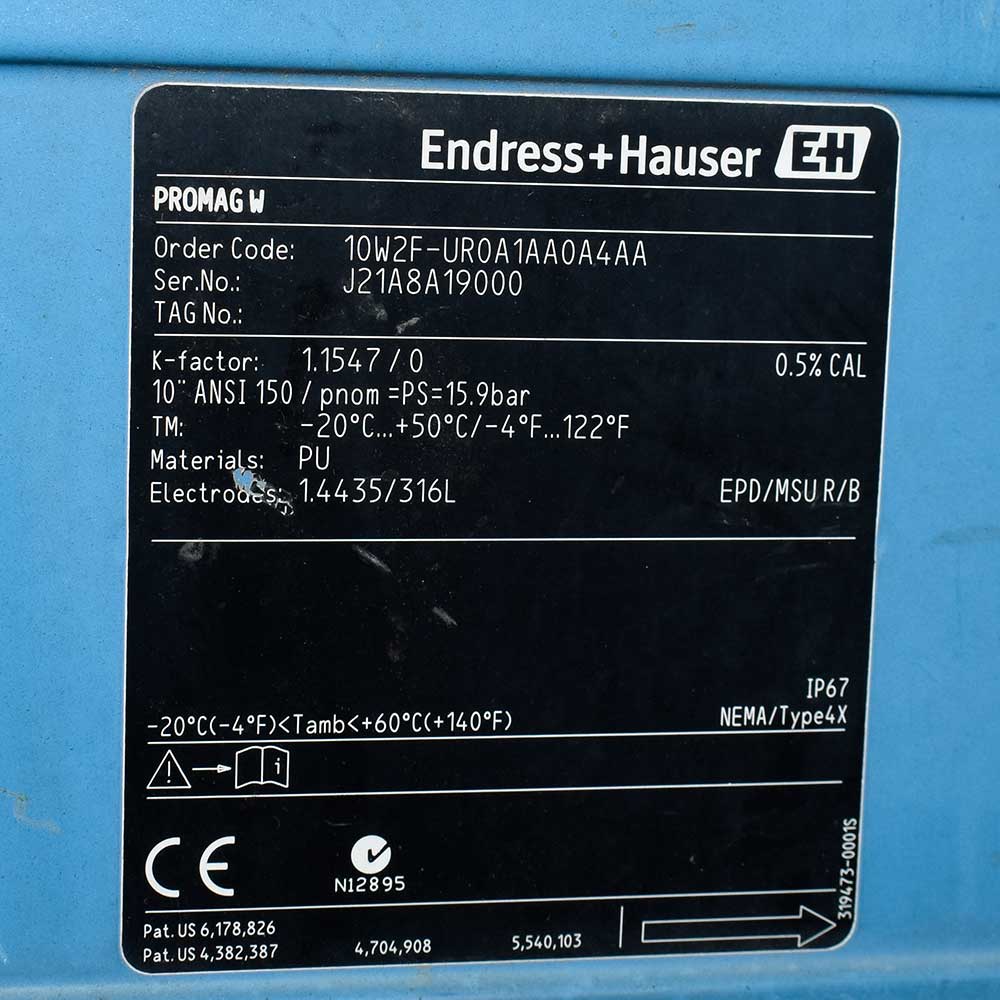 Endress+Hauser EH
PROMAG W
Order Code: 10W2F-UR0A1AA0A4AA
Ser.No.: J21A8A19000
TAG No.:
K-factor: 1.1547/0 0.5% CAL
10" ANSI 150 / pnom =PS=15.9bar
TM: -20°C...+50°C/-4°F...122°F
Materials: PU
Electrodes: 1.4435/316L EPD/MSU R/B
IP67
-20°C(-4°F)<Tamb<+60°C(+140°F) NEMA/Type4X
i
CE
N12895
319473-0001S
Pat. US 6,178,826
Pat. US 4,382,387 4,704,908 5,540,103